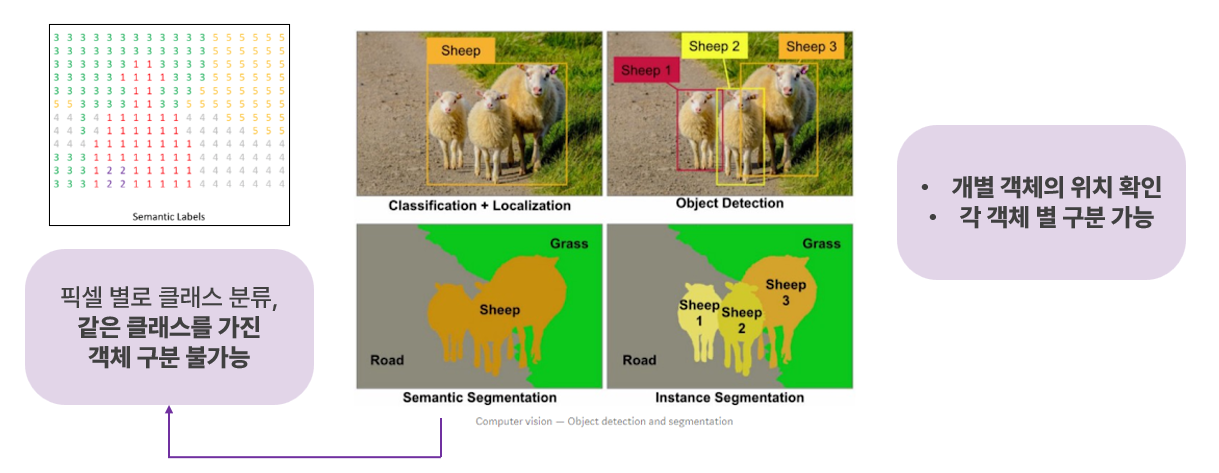 3 3 3 3 3 3 3 3 3 3 3 3 5 5 5 5 5 5
3 3 3 3 3 3 3 3 3 3 3 3 5 5 5 5 5 5
3 3 3 3 3 3 1 1 3 3 3 3 5 5 5 5 5 5
3 3 3 3 3 1 1 1 1 3 3 3 5 5 5 5 5 5
3 3 3 3 3 3 1 1 3 3 3 5 5 5 5 5 5 5
5 5 3 3 3 3 1 1 3 3 5 5 5 5 5 5 5 5
4 4 3 4 1 1 1 1 1 1 4 4 4 5 5 5 5 5
4 4 3 4 1 1 1 1 1 1 4 4 4 4 4 5 5 5
4 4 4 1 1 1 1 1 1 1 1 4 4 4 4 4 4 4
3 3 3 1 1 1 1 1 1 1 1 4 4 4 4 4 4 4
3 3 3 1 2 2 1 1 1 1 1 4 4 4 4 4 4 4
3 3 3 1 2 2 1 1 1 1 1 4 4 4 4 4 4 4
Semantic Labels
픽셀 별로 클래스 분류,
같은 클래스를 가진
객체 구분 불가능
Sheep
Classification + Localization
Sheep 1
Sheep 2
Sheep 3
Object Detection
Grass
Sheep
Road
Semantic Segmentation
Grass
Sheep
1
Sheep
2
Sheep
3
Road
Instance Segmentation
Computer vision — Object detection and segmentation
• 개별 객체의 위치 확인
• 각 객체 별 구분 가능